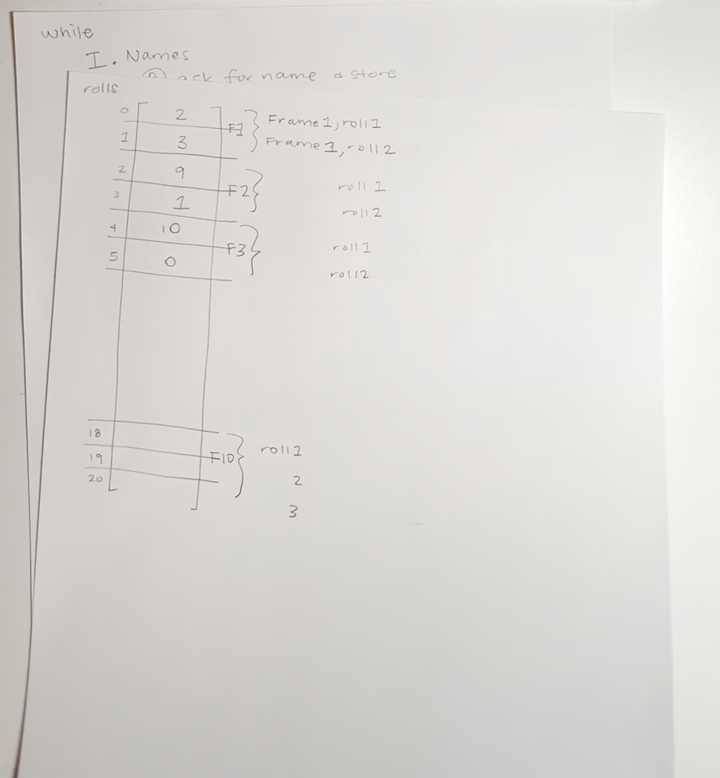 while
I. Names
ⓐ ask for name & store
rolls
0 2
F1 Frame 1, roll 1
1 3
Frame 1, roll 2
2 9
F2 roll 1
3 1
roll 2
4 10
F3 roll 1
5 0
roll 2
18
F10 roll 1
19
2
20
3